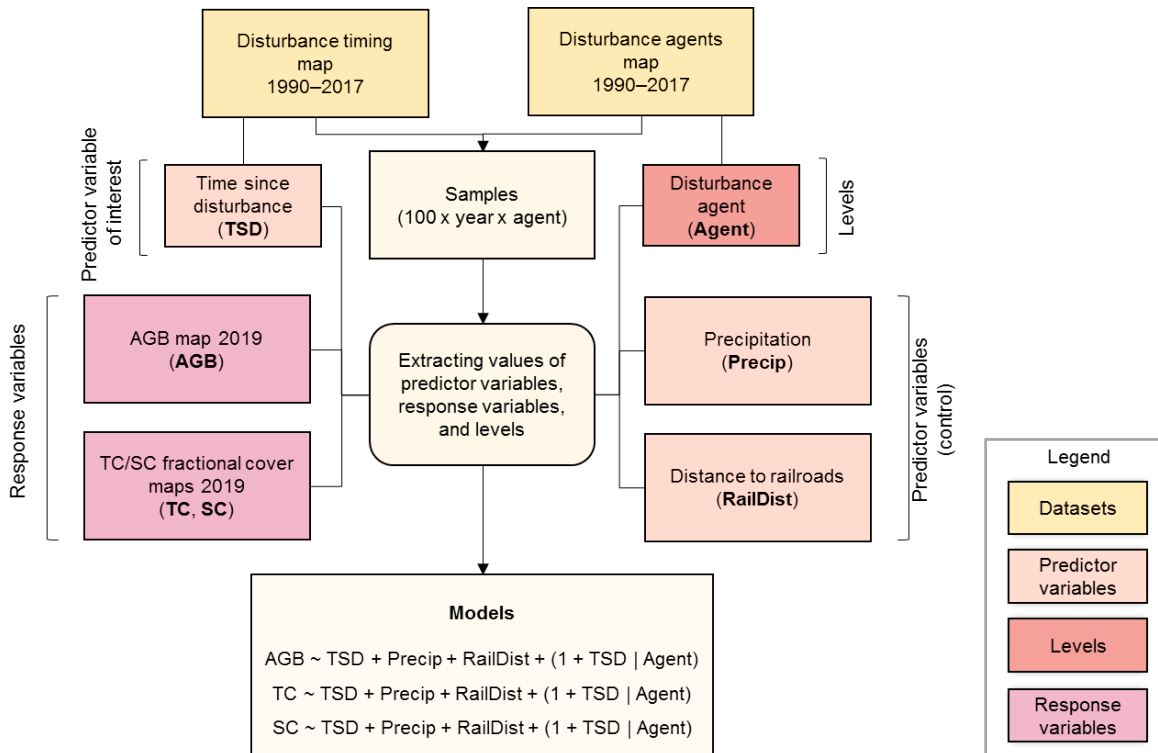 Disturbance timing
map
1990–2017
Disturbance agents
map
1990–2017
Predictor variable
of interest
Time since
disturbance
(TSD)
Samples
(100 x year x agent)
Disturbance
agent
(Agent)
Levels
Response variables
AGB map 2019
(AGB)
TC/SC fractional cover
maps 2019
(TC, SC)
Extracting values of
predictor variables,
response variables,
and levels
Precipitation
(Precip)
Distance to railroads
(RailDist)
Predictor variables
(control)
Models
AGB ~ TSD + Precip + RailDist + (1 + TSD | Agent)
TC ~ TSD + Precip + RailDist + (1 + TSD | Agent)
SC ~ TSD + Precip + RailDist + (1 + TSD | Agent)
Legend
Datasets
Predictor
variables
Levels
Response
variables